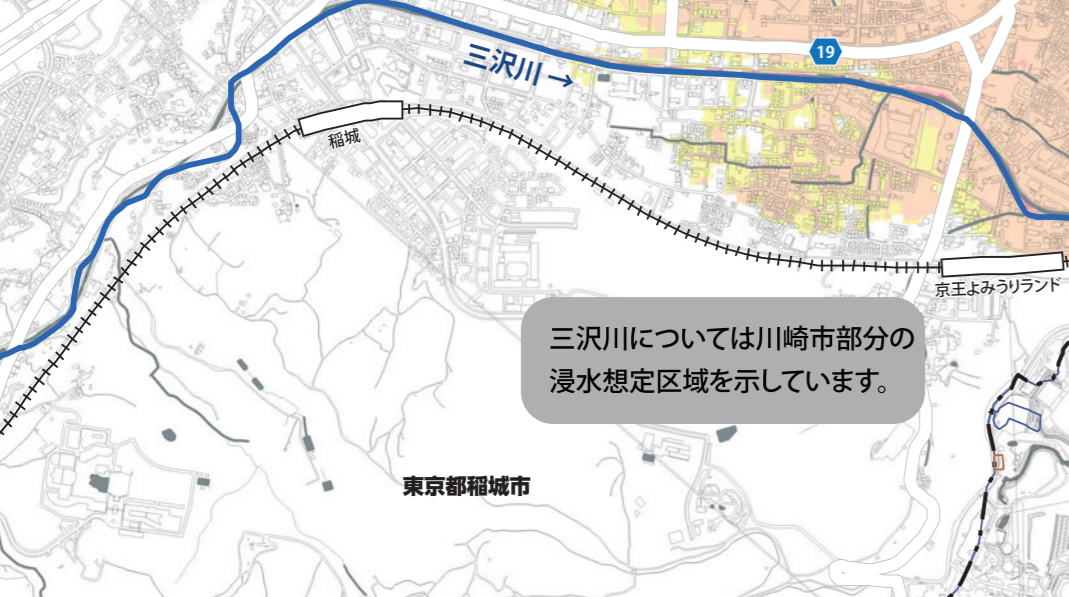 19
三沢川→
稲城
京王よみうりランド
三沢川については川崎市部分の
浸水想定区域を示しています。
東京都稲城市